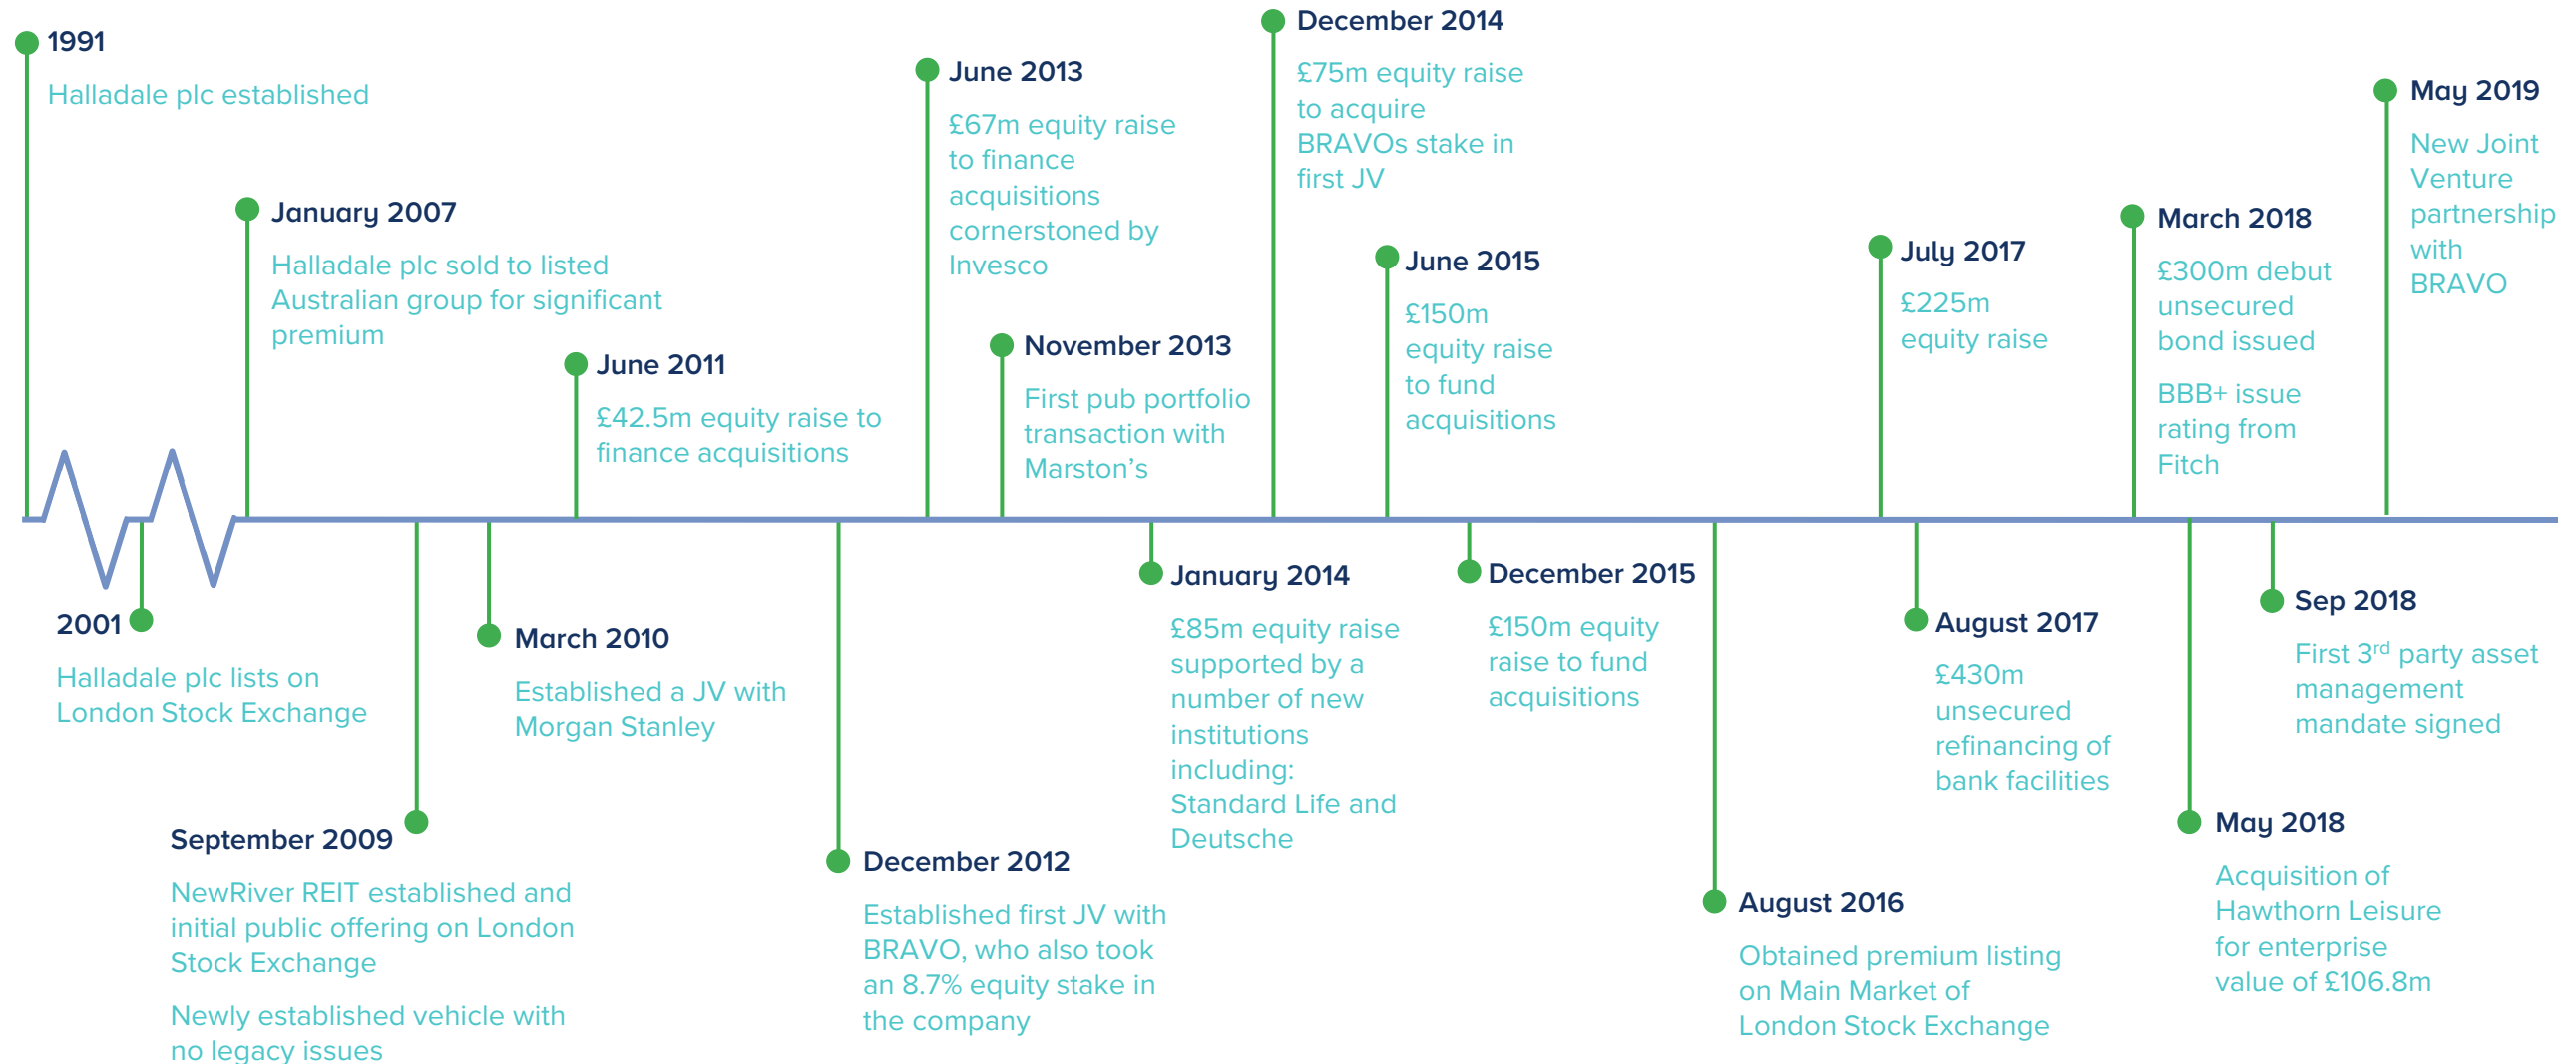 1991
Halladale plc established
2001
Halladale plc lists on
London Stock Exchange
January 2007
Halladale plc sold to listed
Australian group for significant
premium
September 2009
NewRiver REIT established and
initial public offering on London
Stock Exchange
Newly established vehicle with
no legacy issues
March 2010
Established a JV with
Morgan Stanley
June 2011
£42.5m equity raise to
finance acquisitions
December 2012
Established first JV with
BRAVO, who also took
an 8.7% equity stake in
the company
June 2013
£67m equity raise
to finance
acquisitions
cornerstoned by
Invesco
November 2013
First pub portfolio
transaction with
Marston’s
January 2014
£85m equity raise
supported by a
number of new
institutions
including:
Standard Life and
Deutsche
December 2014
£75m equity raise
to acquire
BRAVOs stake in
first JV
June 2015
£150m
equity raise
to fund
acquisitions
December 2015
£150m equity
raise to fund
acquisitions
August 2016
Obtained premium listing
on Main Market of
London Stock Exchange
July 2017
£225m
equity raise
August 2017
£430m
unsecured
refinancing of
bank facilities
March 2018
£300m debut
unsecured
bond issued
BBB+ issue
rating from
Fitch
May 2018
Acquisition of
Hawthorn Leisure
for enterprise
value of £106.8m
Sep 2018
First 3rd party asset
management
mandate signed
May 2019
New Joint
Venture
partnership
with
BRAVO